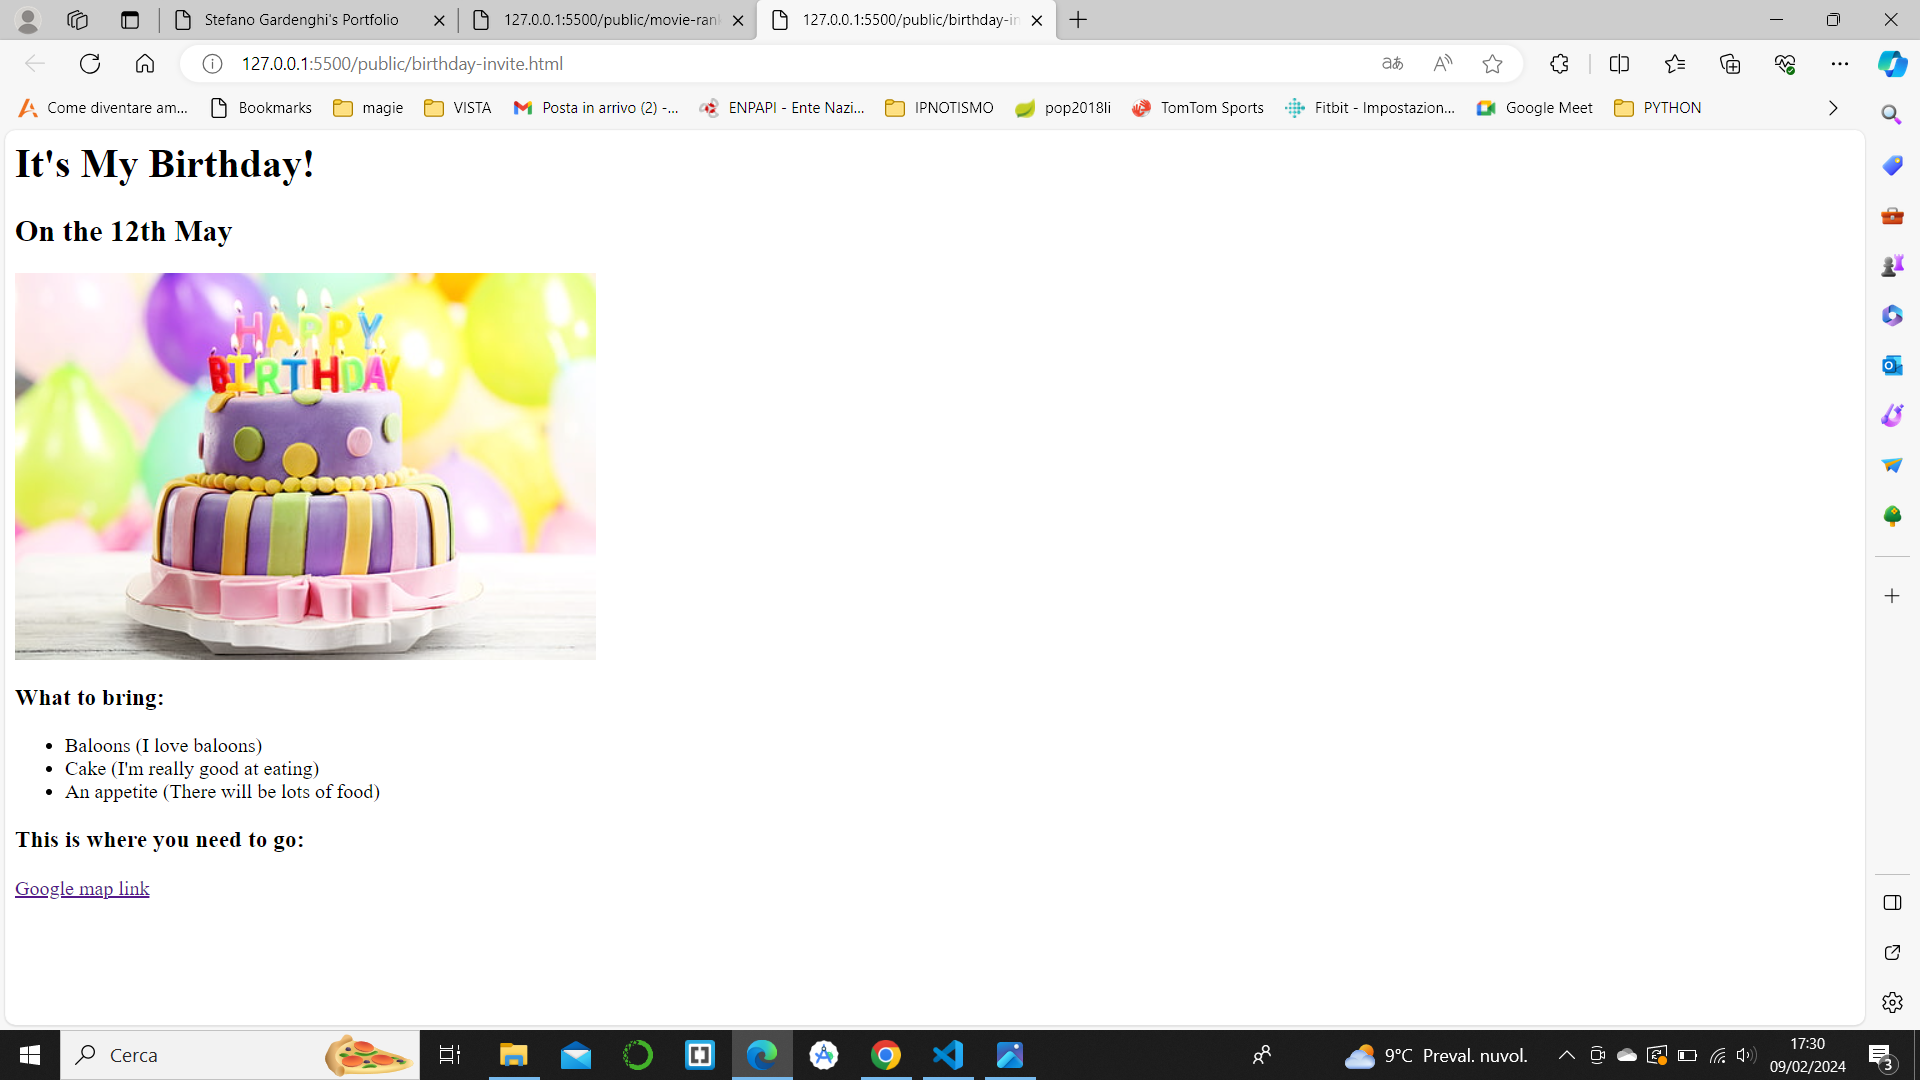 Stefano Gardenghi's Portfolio
127.0.0.1:5500/public/movie-rank
127.0.0.1:5500/public/birthday-in
127.0.0.1:5500/public/birthday-invite.html
Come diventare am...
Bookmarks
magie
VISTA
Posta in arrivo (2) -...
ENPAPI - Ente Nazi...
IPNOTISMO
pop2018li
TomTom Sports
Fitbit - Impostazion...
Google Meet
PYTHON
It's My Birthday!
On the 12th May
HAPPY
BIRTHDAY
What to bring:
• Baloons (I love baloons)
• Cake (I'm really good at eating)
• An appetite (There will be lots of food)
This is where you need to go:
Google map link
Cerca
9°C Preval. nuvol.
17:30
09/02/2024
3